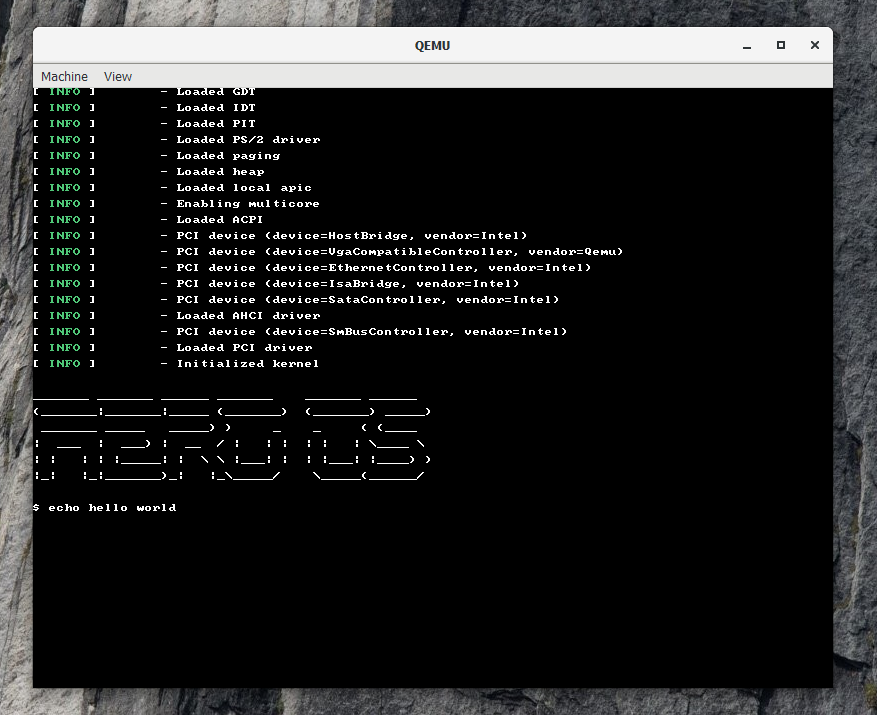 QEMU
Machine View
[ INFO ] - Loaded GDT
[ INFO ] - Loaded IDT
[ INFO ] - Loaded PIT
[ INFO ] - Loaded PS/2 driver
[ INFO ] - Loaded paging
[ INFO ] - Loaded heap
[ INFO ] - Loaded local apic
[ INFO ] - Enabling multicore
[ INFO ] - Loaded ACPI
[ INFO ] - PCI device (device=HostBridge, vendor=Intel)
[ INFO ] - PCI device (device=VgaCompatibleController, vendor=Qemu)
[ INFO ] - PCI device (device=EthernetController, vendor=Intel)
[ INFO ] - PCI device (device=IsaBridge, vendor=Intel)
[ INFO ] - PCI device (device=SataController, vendor=Intel)
[ INFO ] - Loaded AHCI driver
[ INFO ] - PCI device (device=SmBusController, vendor=Intel)
[ INFO ] - Loaded PCI driver
[ INFO ] - Initialized kernel
AERO OS
$ echo hello world